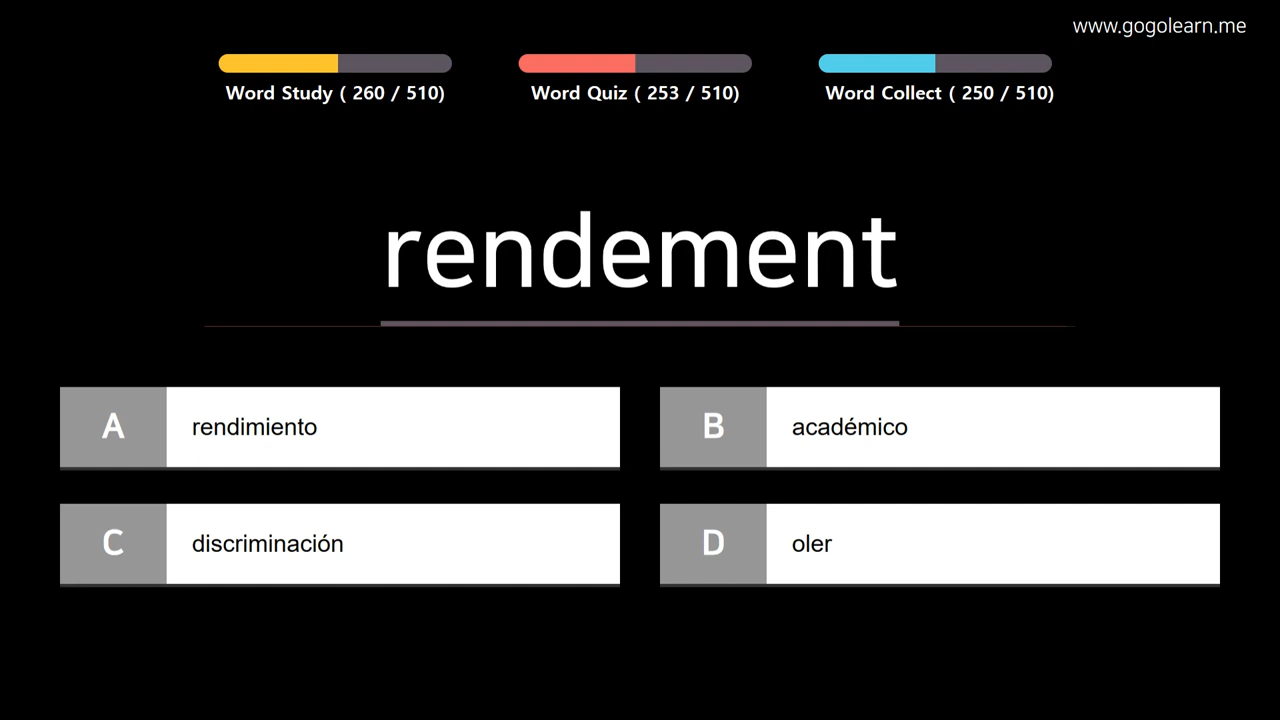 www.gogolearn.me
Word Study ( 260 / 510)
Word Quiz ( 253 / 510)
Word Collect ( 250 / 510)
rendement
A rendimiento
B académico
C discriminación
D oler